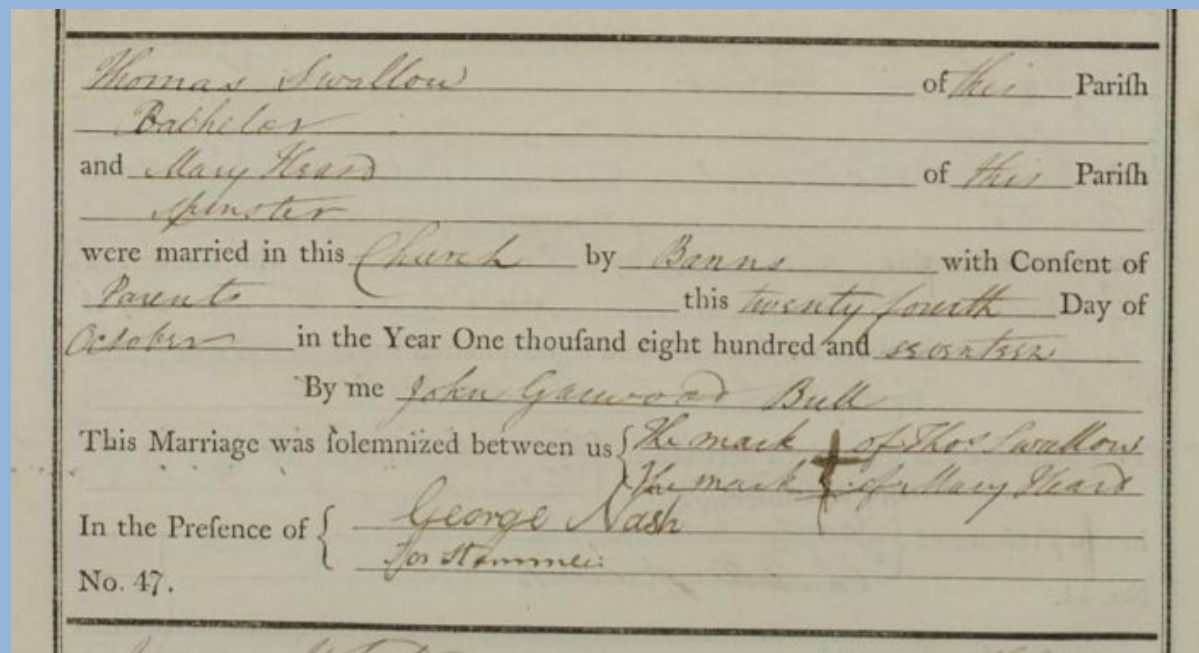 Thomas Swallow of this Pariſh
Bachelor
and Mary Heard of this Pariſh
Spinster
were married in this Church by Banns with Conſent of
Parents this twenty fourth Day of
October in the Year One thouſand eight hundred and seventeen
By me John Garwood Bull
This Marriage was ſolemnized between us { The mark + of Thos. Swallow
The mark + of Mary Heard
In the Preſence of { George Nash
No. 47.